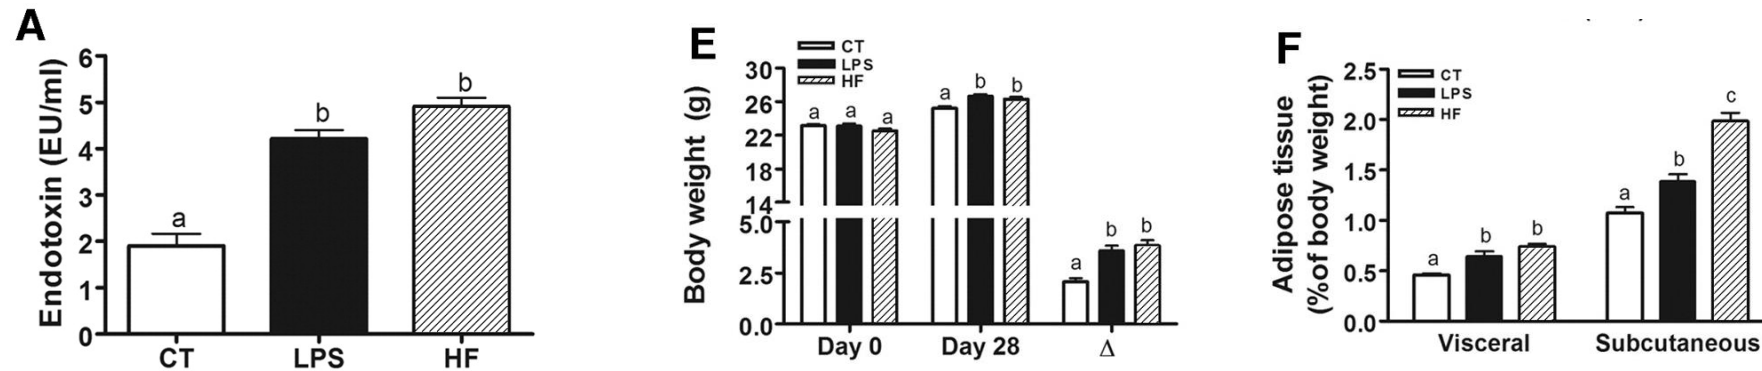 A
Endotoxin (EU/ml)
6
5
4
3
2
1
0
a
b
b
CT
LPS
HF
E
CT
LPS
HF
Body weight (g)
30
26
22
18
14
5.0
2.5
0.0
a
a
a
a
b
b
a
b
b
Day 0
Day 28
Δ
F
CT
LPS
HF
Adipose tissue
(%of body weight)
2.5
2.0
1.5
1.0
0.5
0.0
a
b
b
a
b
c
Visceral
Subcutaneous